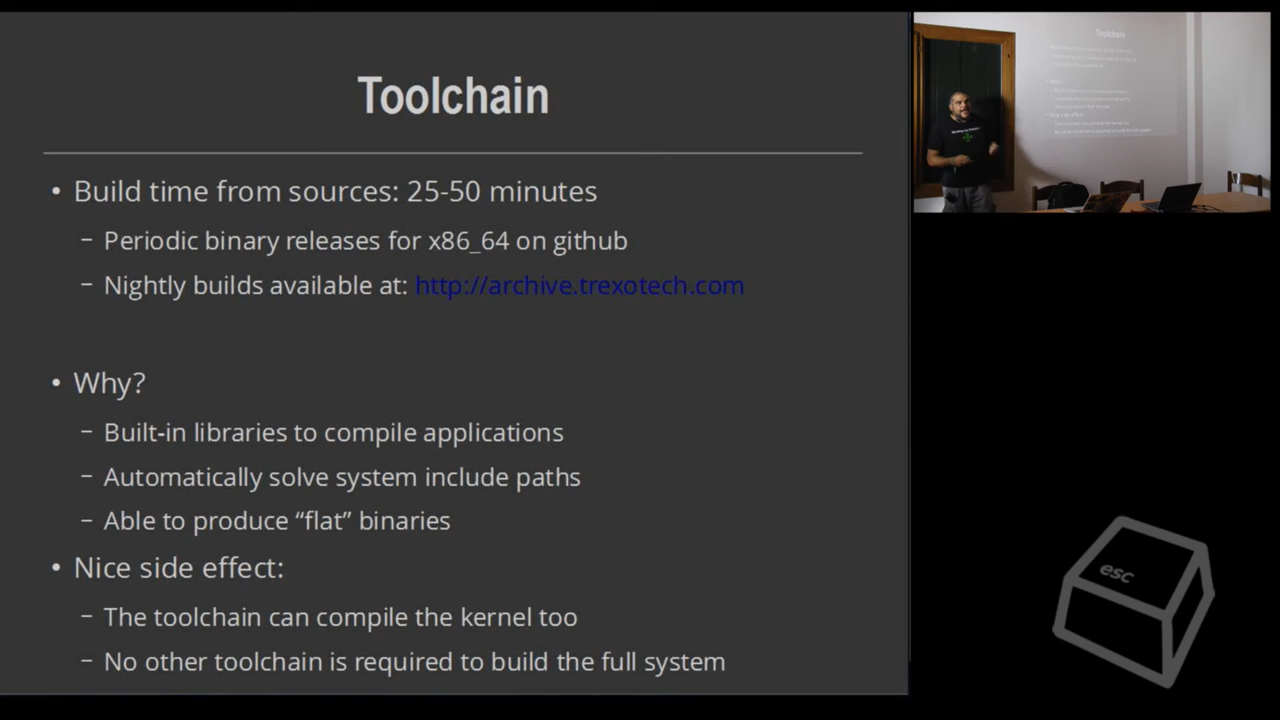 Toolchain
• Build time from sources: 25-50 minutes
– Periodic binary releases for x86_64 on github
– Nightly builds available at: http://archive.trexotech.com
• Why?
– Built-in libraries to compile applications
– Automatically solve system include paths
– Able to produce “flat” binaries
• Nice side effect:
– The toolchain can compile the kernel too
– No other toolchain is required to build the full system
Toolchain
esc